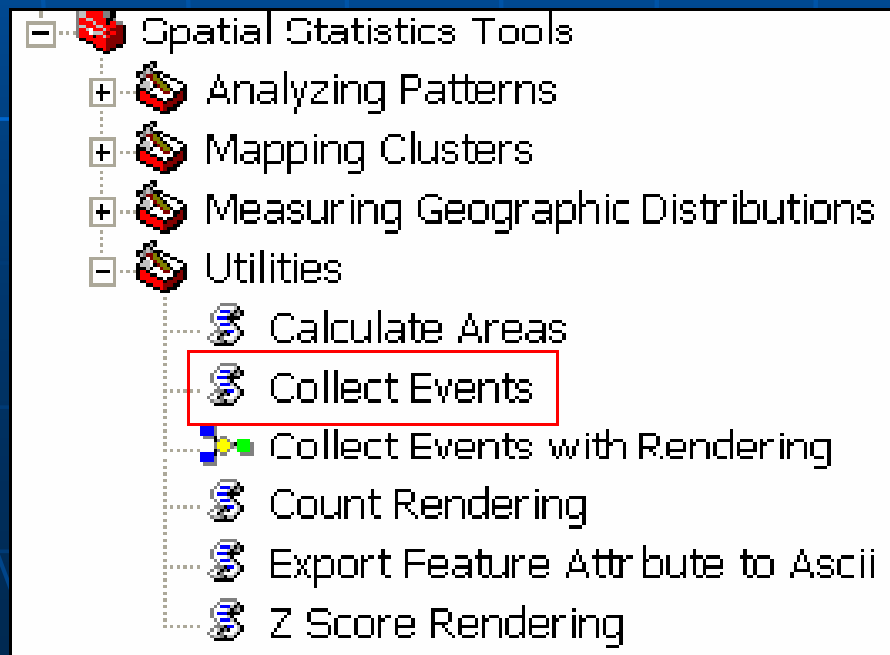 Spatial Statistics Tools
Analyzing Patterns
Mapping Clusters
Measuring Geographic Distributions
Utilities
Calculate Areas
Collect Events
Collect Events with Rendering
Count Rendering
Export Feature Attribute to Ascii
Z Score Rendering